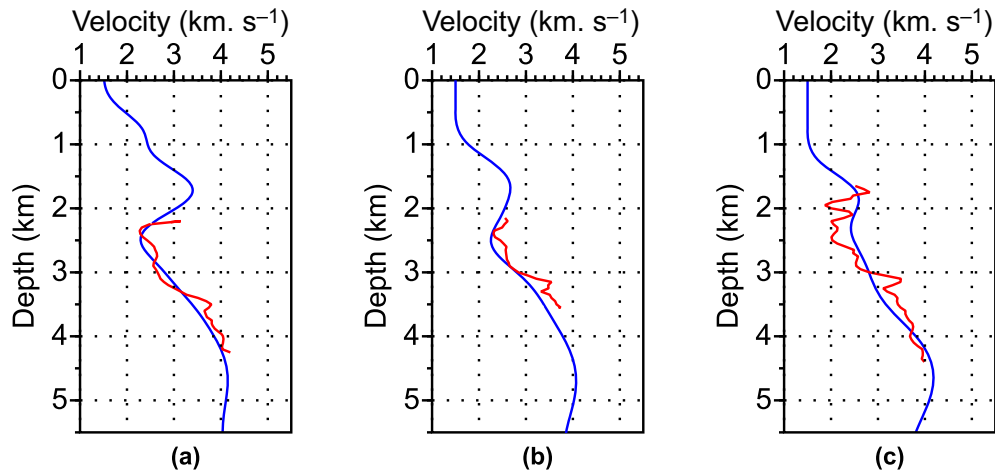 Velocity (km. s⁻¹) Velocity (km. s⁻¹) Velocity (km. s⁻¹)
1 2 3 4 5 1 2 3 4 5 1 2 3 4 5
0 0 0
1 1 1
2 2 2
3 3 3
4 4 4
5 5 5
Depth (km) Depth (km) Depth (km)
(a) (b) (c)